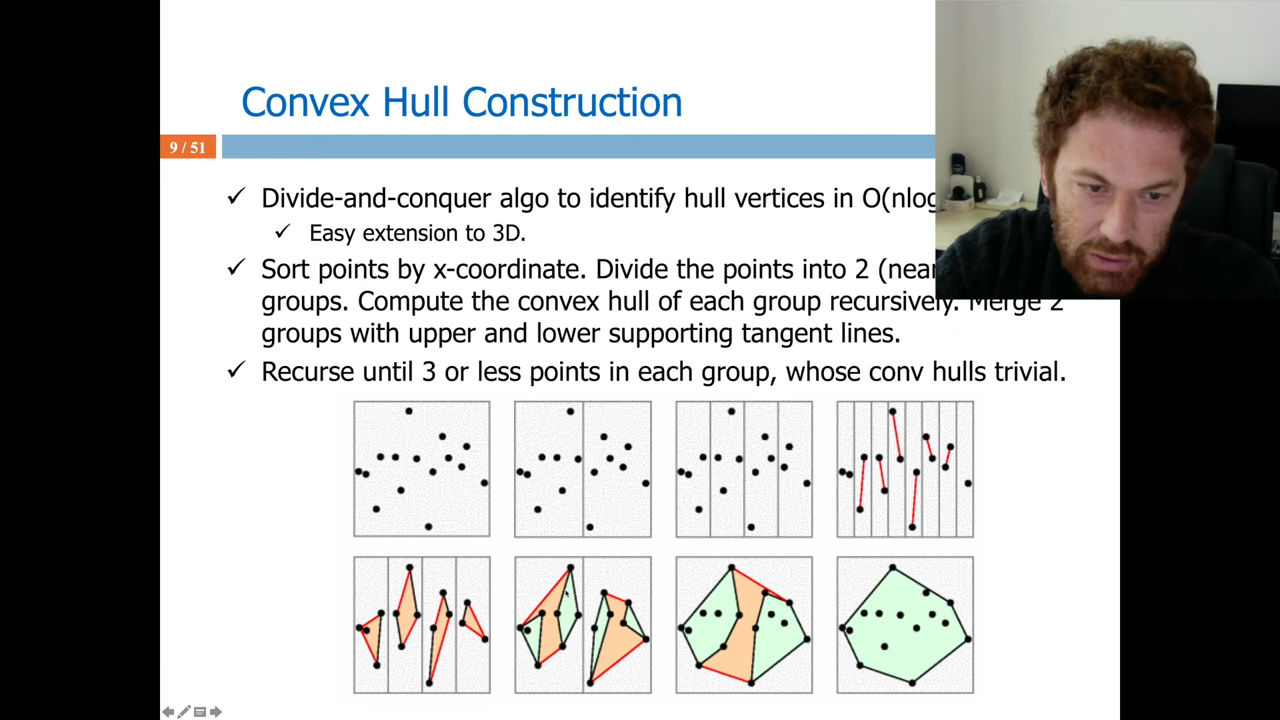 Convex Hull Construction
9 / 51
✓ Divide-and-conquer algo to identify hull vertices in O(nlog
✓ Easy extension to 3D.
✓ Sort points by x-coordinate. Divide the points into 2
groups. Compute the convex hull of each group recursively. Merge 2
groups with upper and lower supporting tangent lines.
✓ Recurse until 3 or less points in each group, whose conv hulls trivial.